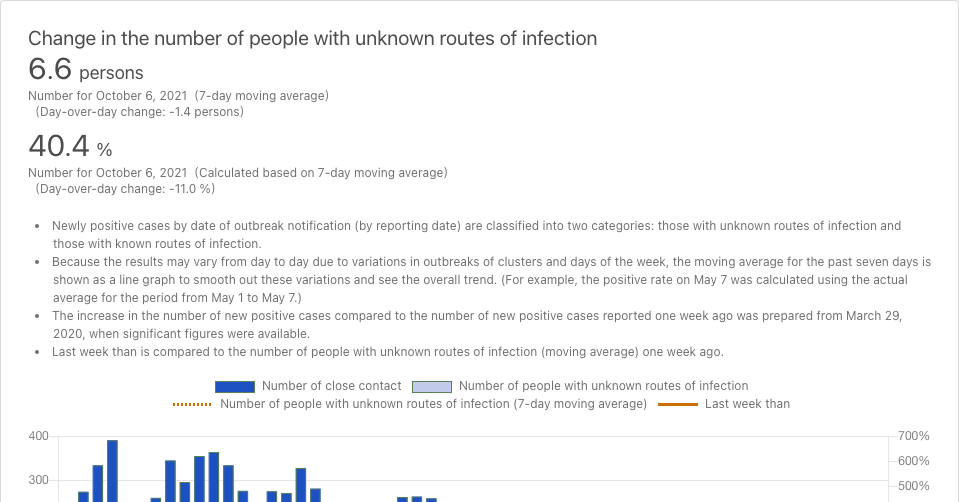 Change in the number of people with unknown routes of infection
6.6 persons
Number for October 6, 2021 (7-day moving average)
(Day-over-day change: -1.4 persons)
40.4 %
Number for October 6, 2021 (Calculated based on 7-day moving average)
(Day-over-day change: -11.0 %)
• Newly positive cases by date of outbreak notification (by reporting date) are classified into two categories: those with unknown routes of infection and
those with known routes of infection.
• Because the results may vary from day to day due to variations in outbreaks of clusters and days of the week, the moving average for the past seven days is
shown as a line graph to smooth out these variations and see the overall trend. (For example, the positive rate on May 7 was calculated using the actual
average for the period from May 1 to May 7.)
• The increase in the number of new positive cases compared to the number of new positive cases reported one week ago was prepared from March 29,
2020, when significant figures were available.
• Last week than is compared to the number of people with unknown routes of infection (moving average) one week ago.
Number of close contact Number of people with unknown routes of infection
Number of people with unknown routes of infection (7-day moving average) Last week than
400 700%
600%
300 500%